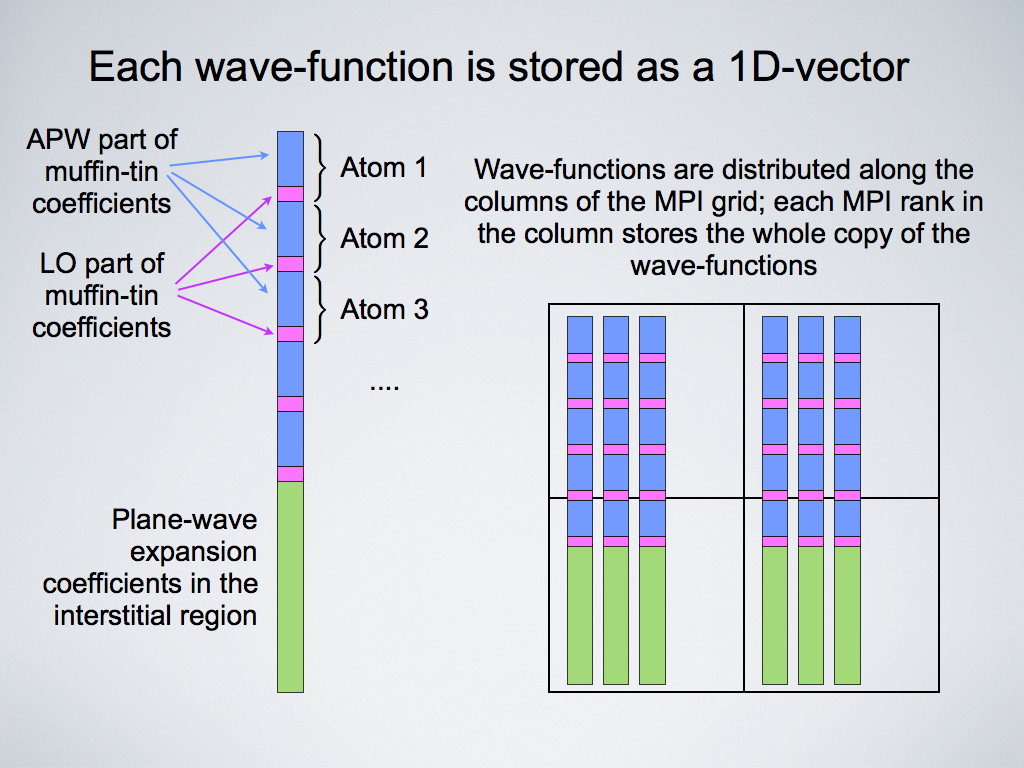 Each wave-function is stored as a 1D-vector
APW part of
muffin-tin
coefficients
LO part of
muffin-tin
coefficients
Atom 1
Atom 2
Atom 3
....
Plane-wave
expansion
coefficients in the
interstitial region
Wave-functions are distributed along the
columns of the MPI grid; each MPI rank in
the column stores the whole copy of the
wave-functions